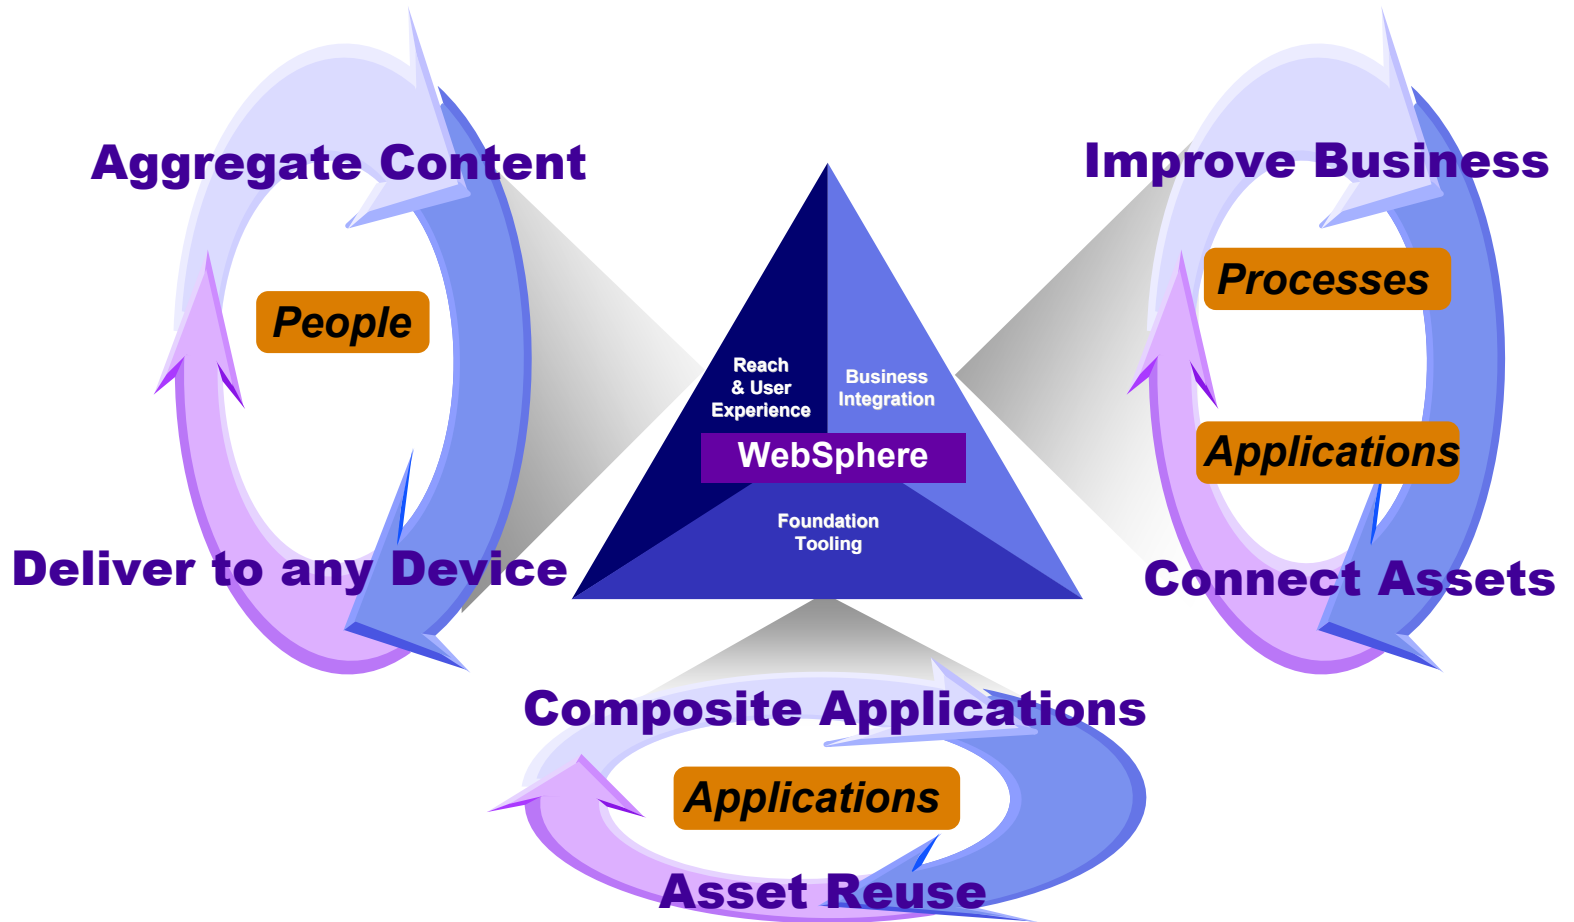 Aggregate Content
People
Deliver to any Device
Reach
& User
Experience
Business
Integration
WebSphere
Foundation
Tooling
Improve Business
Processes
Applications
Connect Assets
Composite Applications
Applications
Asset Reuse